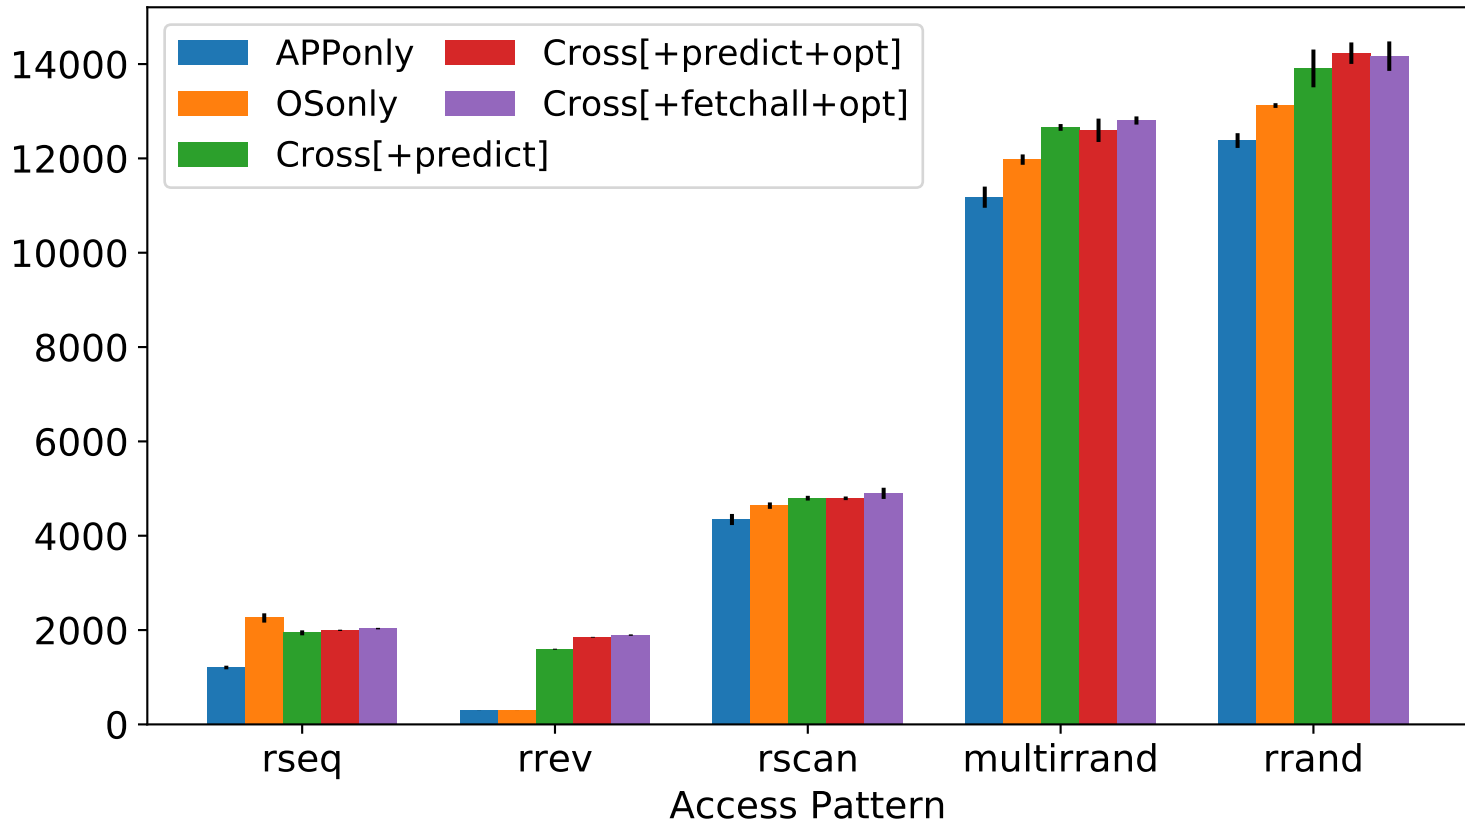 APPonly
OSonly
Cross[+predict]
Cross[+predict+opt]
Cross[+fetchall+opt]
14000
12000
10000
8000
6000
4000
2000
0
rseq rrev rscan multirrand rrand
Access Pattern